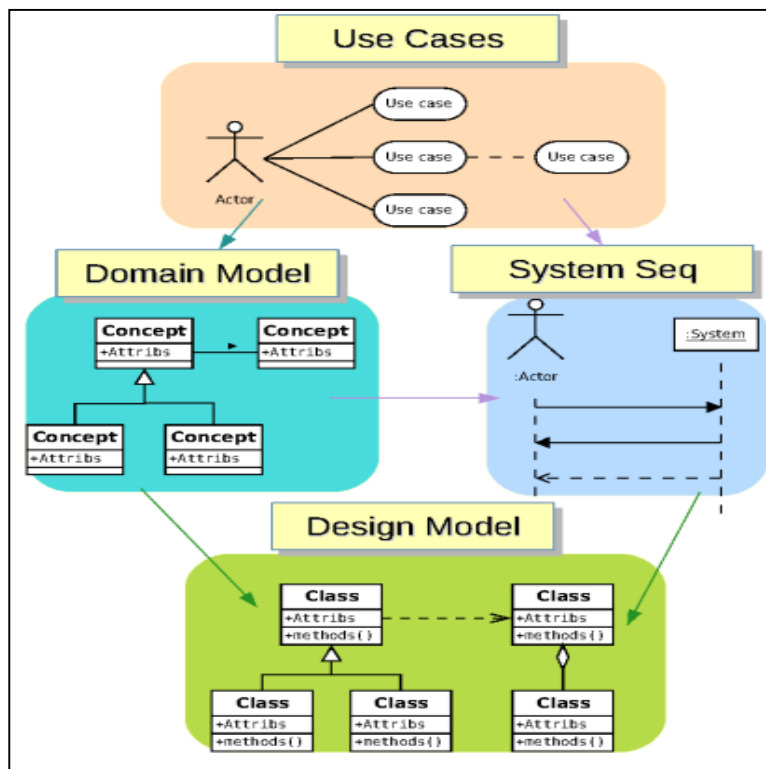 Use Cases
Use case
Use case
Use case
Use case
Actor
Domain Model
System Seq
Concept
+Attribs
Concept
+Attribs
Concept
+Attribs
Concept
+Attribs
:Actor
:System
Design Model
Class
+Attribs
+methods()
Class
+Attribs
+methods()
Class
+Attribs
+methods()
Class
+Attribs
+methods()
Class
+Attribs
+methods()